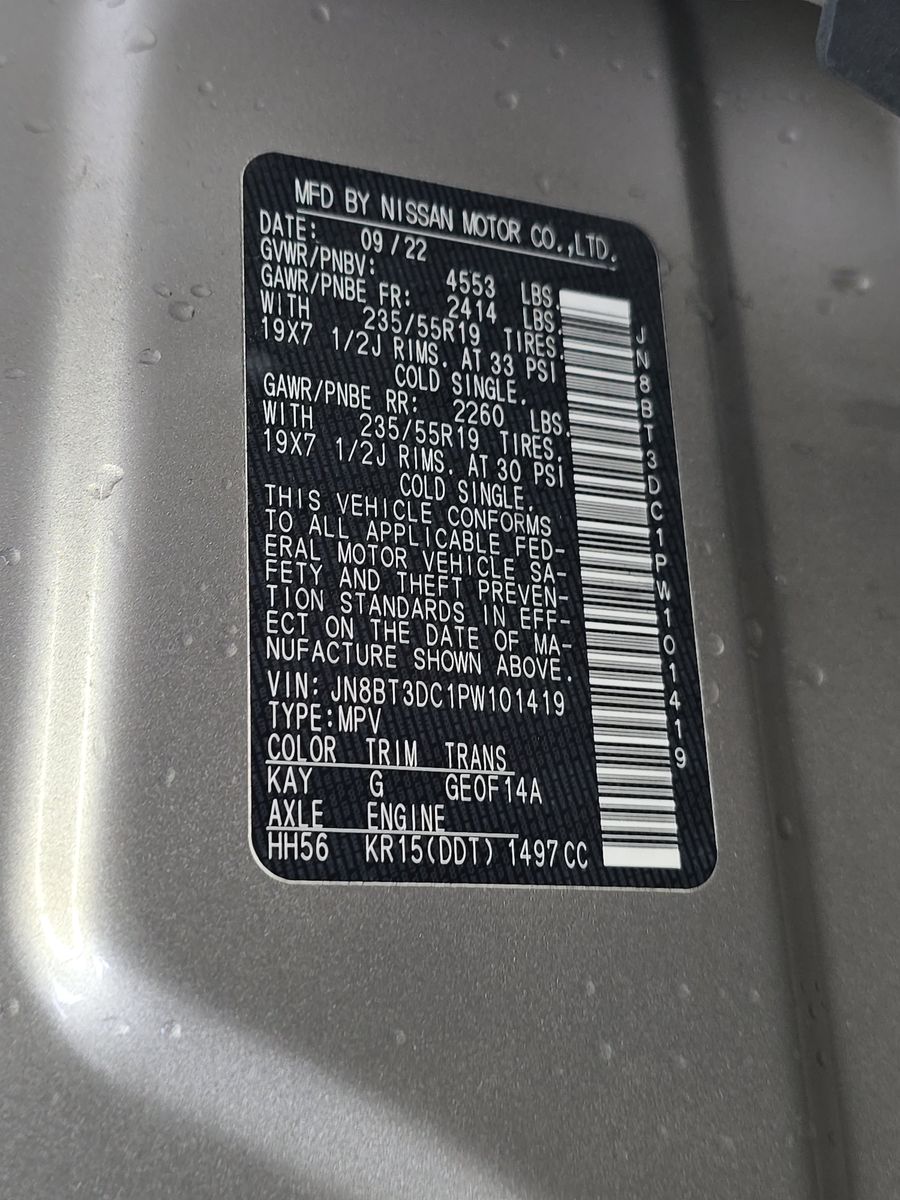 MFD BY NISSAN MOTOR CO.,LTD.
DATE: 09/22
GVWR/PNBV: 4553 LBS.
GAWR/PNBE FR: 2414 LBS.
WITH 235/55R19 TIRES.
19X7 1/2J RIMS. AT 33 PSI
COLD SINGLE.
GAWR/PNBE RR: 2260 LBS.
WITH 235/55R19 TIRES.
19X7 1/2J RIMS. AT 30 PSI
COLD SINGLE.
THIS VEHICLE CONFORMS
TO ALL APPLICABLE FED-
ERAL MOTOR VEHICLE SA-
FETY AND THEFT PREVEN-
TION STANDARDS IN EFF-
ECT ON THE DATE OF MA-
NUFACTURE SHOWN ABOVE.
VIN: JN8BT3DC1PW101419
TYPE:MPV
COLOR TRIM TRANS
KAY G GEOF14A
AXLE ENGINE
HH56 KR15(DDT) 1497CC
JN8BT3DC1PW101419